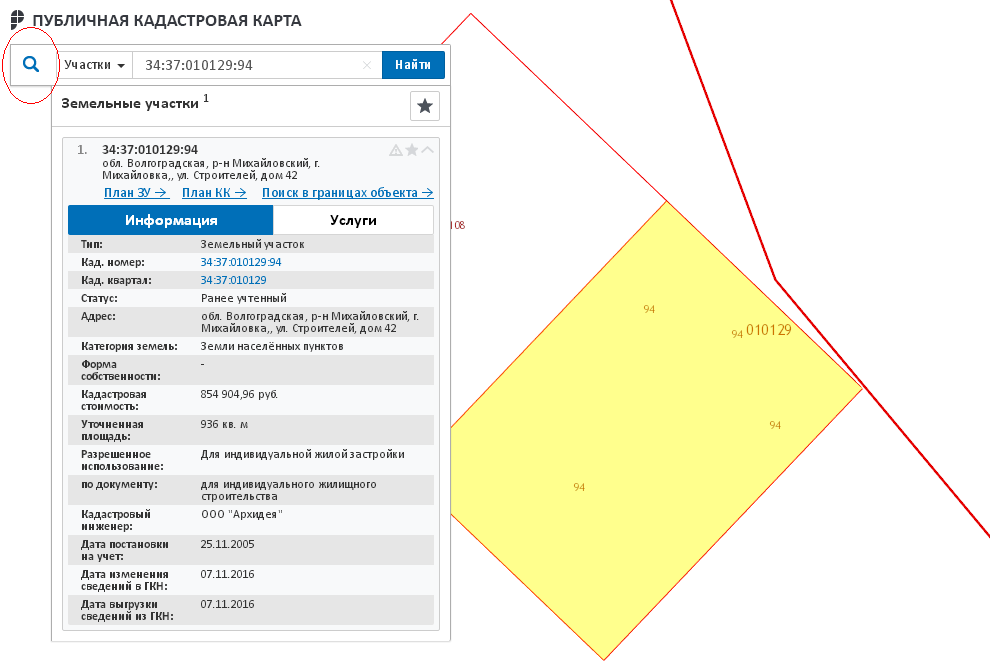 ПУБЛИЧНАЯ КАДАСТРОВАЯ КАРТА
Участки 34:37:010129:94 × Найти
Земельные участки 1
1. 34:37:010129:94
обл. Волгоградская, р-н Михайловский, г.
Михайловка,, ул. Строителей, дом 42
План ЗУ → План КК → Поиск в границах объекта →
Информация Услуги
Тип: Земельный участок
Кад. номер: 34:37:010129:94
Кад. квартал: 34:37:010129
Статус: Ранее учтенный
Адрес: обл. Волгоградская, р-н Михайловский, г.
Михайловка,, ул. Строителей, дом 42
Категория земель: Земли населённых пунктов
Форма
собственности: -
Кадастровая
стоимость: 854 904,96 руб.
Уточненная
площадь: 936 кв. м
Разрешенное
использование: Для индивидуальной жилой застройки
по документу: для индивидуального жилищного
строительства
Кадастровый
инженер: ООО "Архидея"
Дата постановки
на учет: 25.11.2005
Дата изменения
сведений в ГКН: 07.11.2016
Дата выгрузки
сведений из ГКН: 07.11.2016
108
94
94 010129
94
94